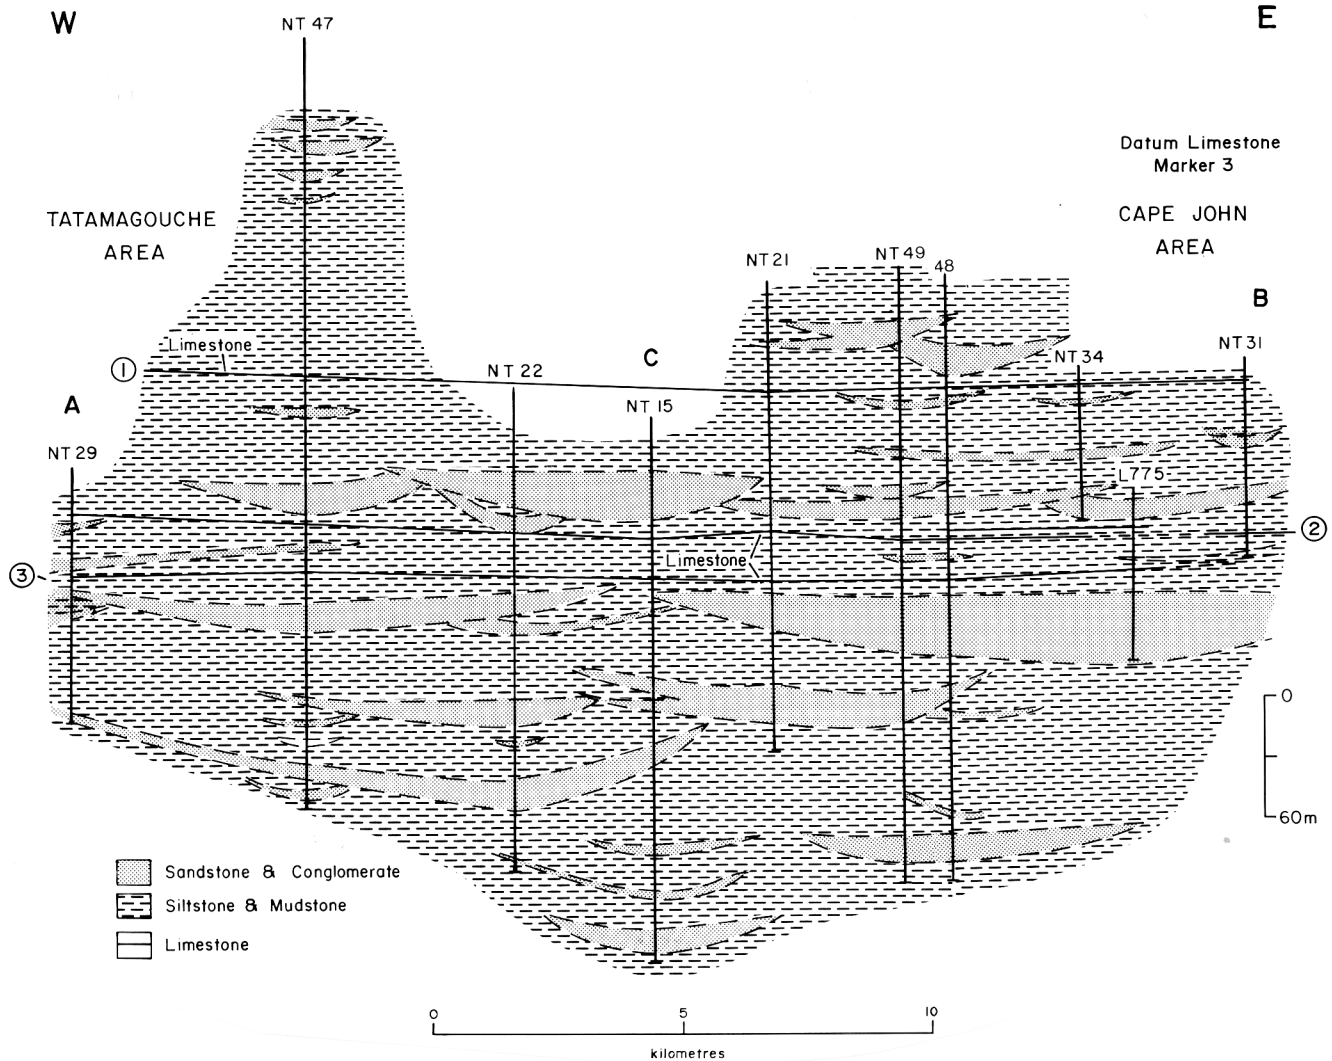 W
E
NT 47
Datum Limestone
Marker 3
TATAMAGOUCHE
AREA
CAPE JOHN
AREA
NT 21
NT 49
48
B
Limestone
1
C
NT 31
NT 34
NT 22
A
NT 15
NT 29
L775
2
Limestone
3
0
60m
Sandstone & Conglomerate
Siltstone & Mudstone
Limestone
0
5
10
kilometres